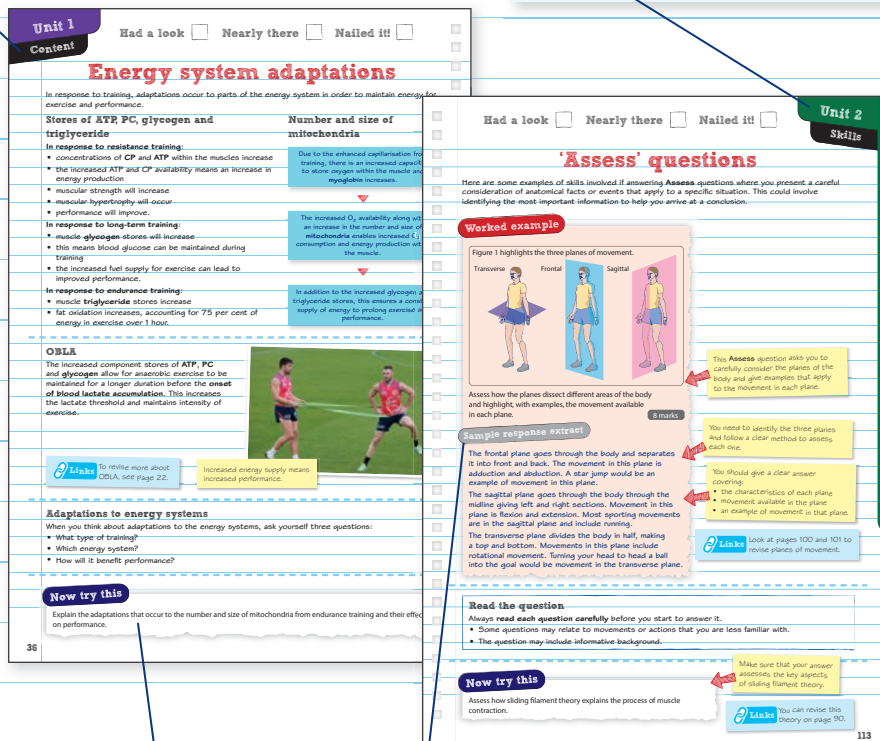 Unit 1
Content
Had a look Nearly there Nailed it!
Energy system adaptations
In response to training, adaptations occur to parts of the energy system in order to maintain energy for
exercise and performance.
Stores of ATP, PC, glycogen and
triglyceride
In response to resistance training:
• concentrations of CP and ATP within the muscles increase
• the increased ATP and CP availability means an increase in
energy production
• muscular strength will increase
• muscular hypertrophy will occur
• performance will improve.
In response to long-term training:
• muscle glycogen stores will increase
• this means blood glucose can be maintained during
training
• the increased fuel supply for exercise can lead to
improved performance.
In response to endurance training:
• muscle triglyceride stores increase
• fat oxidation increases, accounting for 75 per cent of
energy in exercise over 1 hour.
Number and size of
mitochondria
Due to the enhanced capillarisation
training, there is an increased
to store oxygen within the muscle
myoglobin increases.
The increased O₂ availability along
an increase in the number and size of
mitochondria enables increased
consumption and energy production
the muscle.
In addition to the increased glycogen
triglyceride stores, this ensures a
supply of energy to prolong exercise
performance.
OBLA
The increased component stores of ATP, PC
and glycogen allow for anaerobic exercise to be
maintained for a longer duration before the onset
of blood lactate accumulation. This increases
the lactate threshold and maintains intensity of
exercise.
Links To revise more about
OBLA, see page 22.
Increased energy supply means
increased performance.
Adaptations to energy systems
When you think about adaptations to the energy systems, ask yourself three questions:
• What type of training?
• Which energy system?
• How will it benefit performance?
Now try this
Explain the adaptations that occur to the number and size of mitochondria from endurance training and their
on performance.
36
Unit 2
Skills
Had a look Nearly there Nailed it!
‘Assess’ questions
Here are some examples of skills involved if answering Assess questions where you present a careful
consideration of anatomical facts or events that apply to a specific situation. This could involve
identifying the most important information to help you arrive at a conclusion.
Worked example
Figure 1 highlights the three planes of movement.
Transverse Frontal Sagittal
Assess how the planes dissect different areas of the body
and highlight, with examples, the movement available
in each plane.
8 marks
This Assess question asks you to
carefully consider the planes of the
body and give examples that apply
to the movement in each plane.
Sample response extract
The frontal plane goes through the body and separates
it into front and back. The movement in this plane is
adduction and abduction. A star jump would be an
example of movement in this plane.
The sagittal plane goes through the body through the
midline giving left and right sections. Movement in this
plane is flexion and extension. Most sporting movements
are in the sagittal plane and include running.
The transverse plane divides the body in half, making
a top and bottom. Movements in this plane include
rotational movement. Turning your head to head a ball
into the goal would be movement in the transverse plane.
You need to identify the three planes
and follow a clear method to assess
each one.
You should give a clear answer
covering:
• the characteristics of each plane
• movement available in the plane
• an example of movement in that plane.
Links Look at pages 100 and 101 to
revise planes of movement.
Read the question
Always read each question carefully before you start to answer it.
• Some questions may relate to movements or actions that you are less familiar with.
• The question may include informative background.
Now try this
Assess how sliding filament theory explains the process of muscle
contraction.
Make sure that your answer
assesses the key aspects
of sliding filament theory.
Links You can revise this
theory on page 90.
113